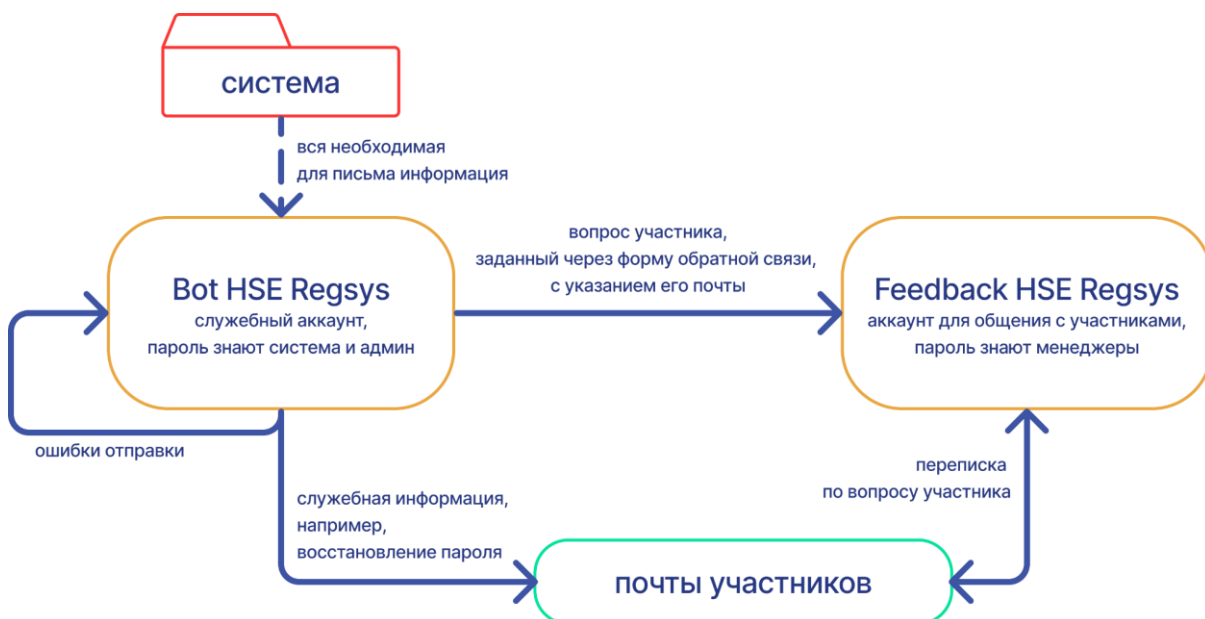 система
вся необходимая
для письма информация
Bot HSE Regsys
служебный аккаунт,
пароль знают система и админ
вопрос участника,
заданный через форму обратной связи,
с указанием его почты
Feedback HSE Regsys
аккаунт для общения с участниками,
пароль знают менеджеры
ошибки отправки
служебная информация,
например,
восстановление пароля
переписка
по вопросу участника
почты участников